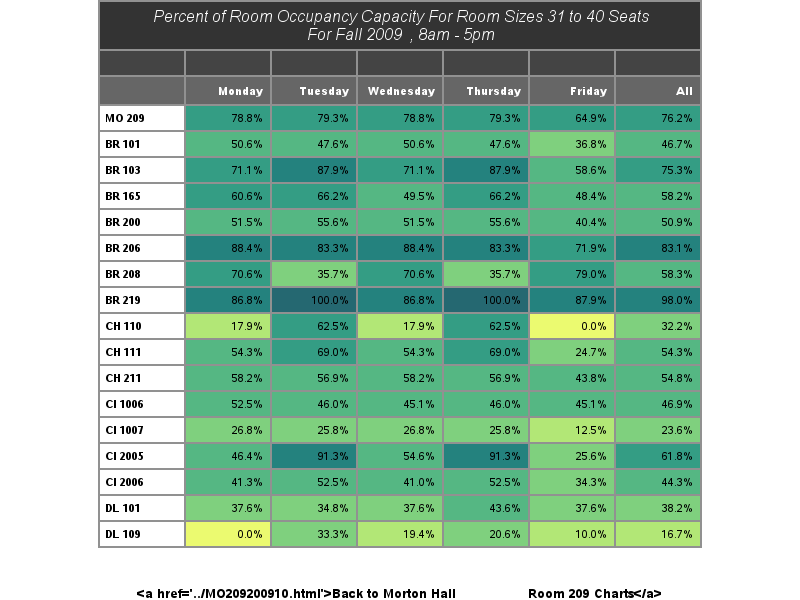 Percent of Room Occupancy Capacity For Room Sizes 31 to 40 Seats
For Fall 2009 , 8am - 5pm
Monday Tuesday Wednesday Thursday Friday All
MO 209 78.8% 79.3% 78.8% 79.3% 64.9% 76.2%
BR 101 50.6% 47.6% 50.6% 47.6% 36.8% 46.7%
BR 103 71.1% 87.9% 71.1% 87.9% 58.6% 75.3%
BR 165 60.6% 66.2% 49.5% 66.2% 48.4% 58.2%
BR 200 51.5% 55.6% 51.5% 55.6% 40.4% 50.9%
BR 206 88.4% 83.3% 88.4% 83.3% 71.9% 83.1%
BR 208 70.6% 35.7% 70.6% 35.7% 79.0% 58.3%
BR 219 86.8% 100.0% 86.8% 100.0% 87.9% 98.0%
CH 110 17.9% 62.5% 17.9% 62.5% 0.0% 32.2%
CH 111 54.3% 69.0% 54.3% 69.0% 24.7% 54.3%
CH 211 58.2% 56.9% 58.2% 56.9% 43.8% 54.8%
CI 1006 52.5% 46.0% 45.1% 46.0% 45.1% 46.9%
CI 1007 26.8% 25.8% 26.8% 25.8% 12.5% 23.6%
CI 2005 46.4% 91.3% 54.6% 91.3% 25.6% 61.8%
CI 2006 41.3% 52.5% 41.0% 52.5% 34.3% 44.3%
DL 101 37.6% 34.8% 37.6% 43.6% 37.6% 38.2%
DL 109 0.0% 33.3% 19.4% 20.6% 10.0% 16.7%
<a href='../MO209200910.html'>Back to Morton Hall Room 209 Charts</a>